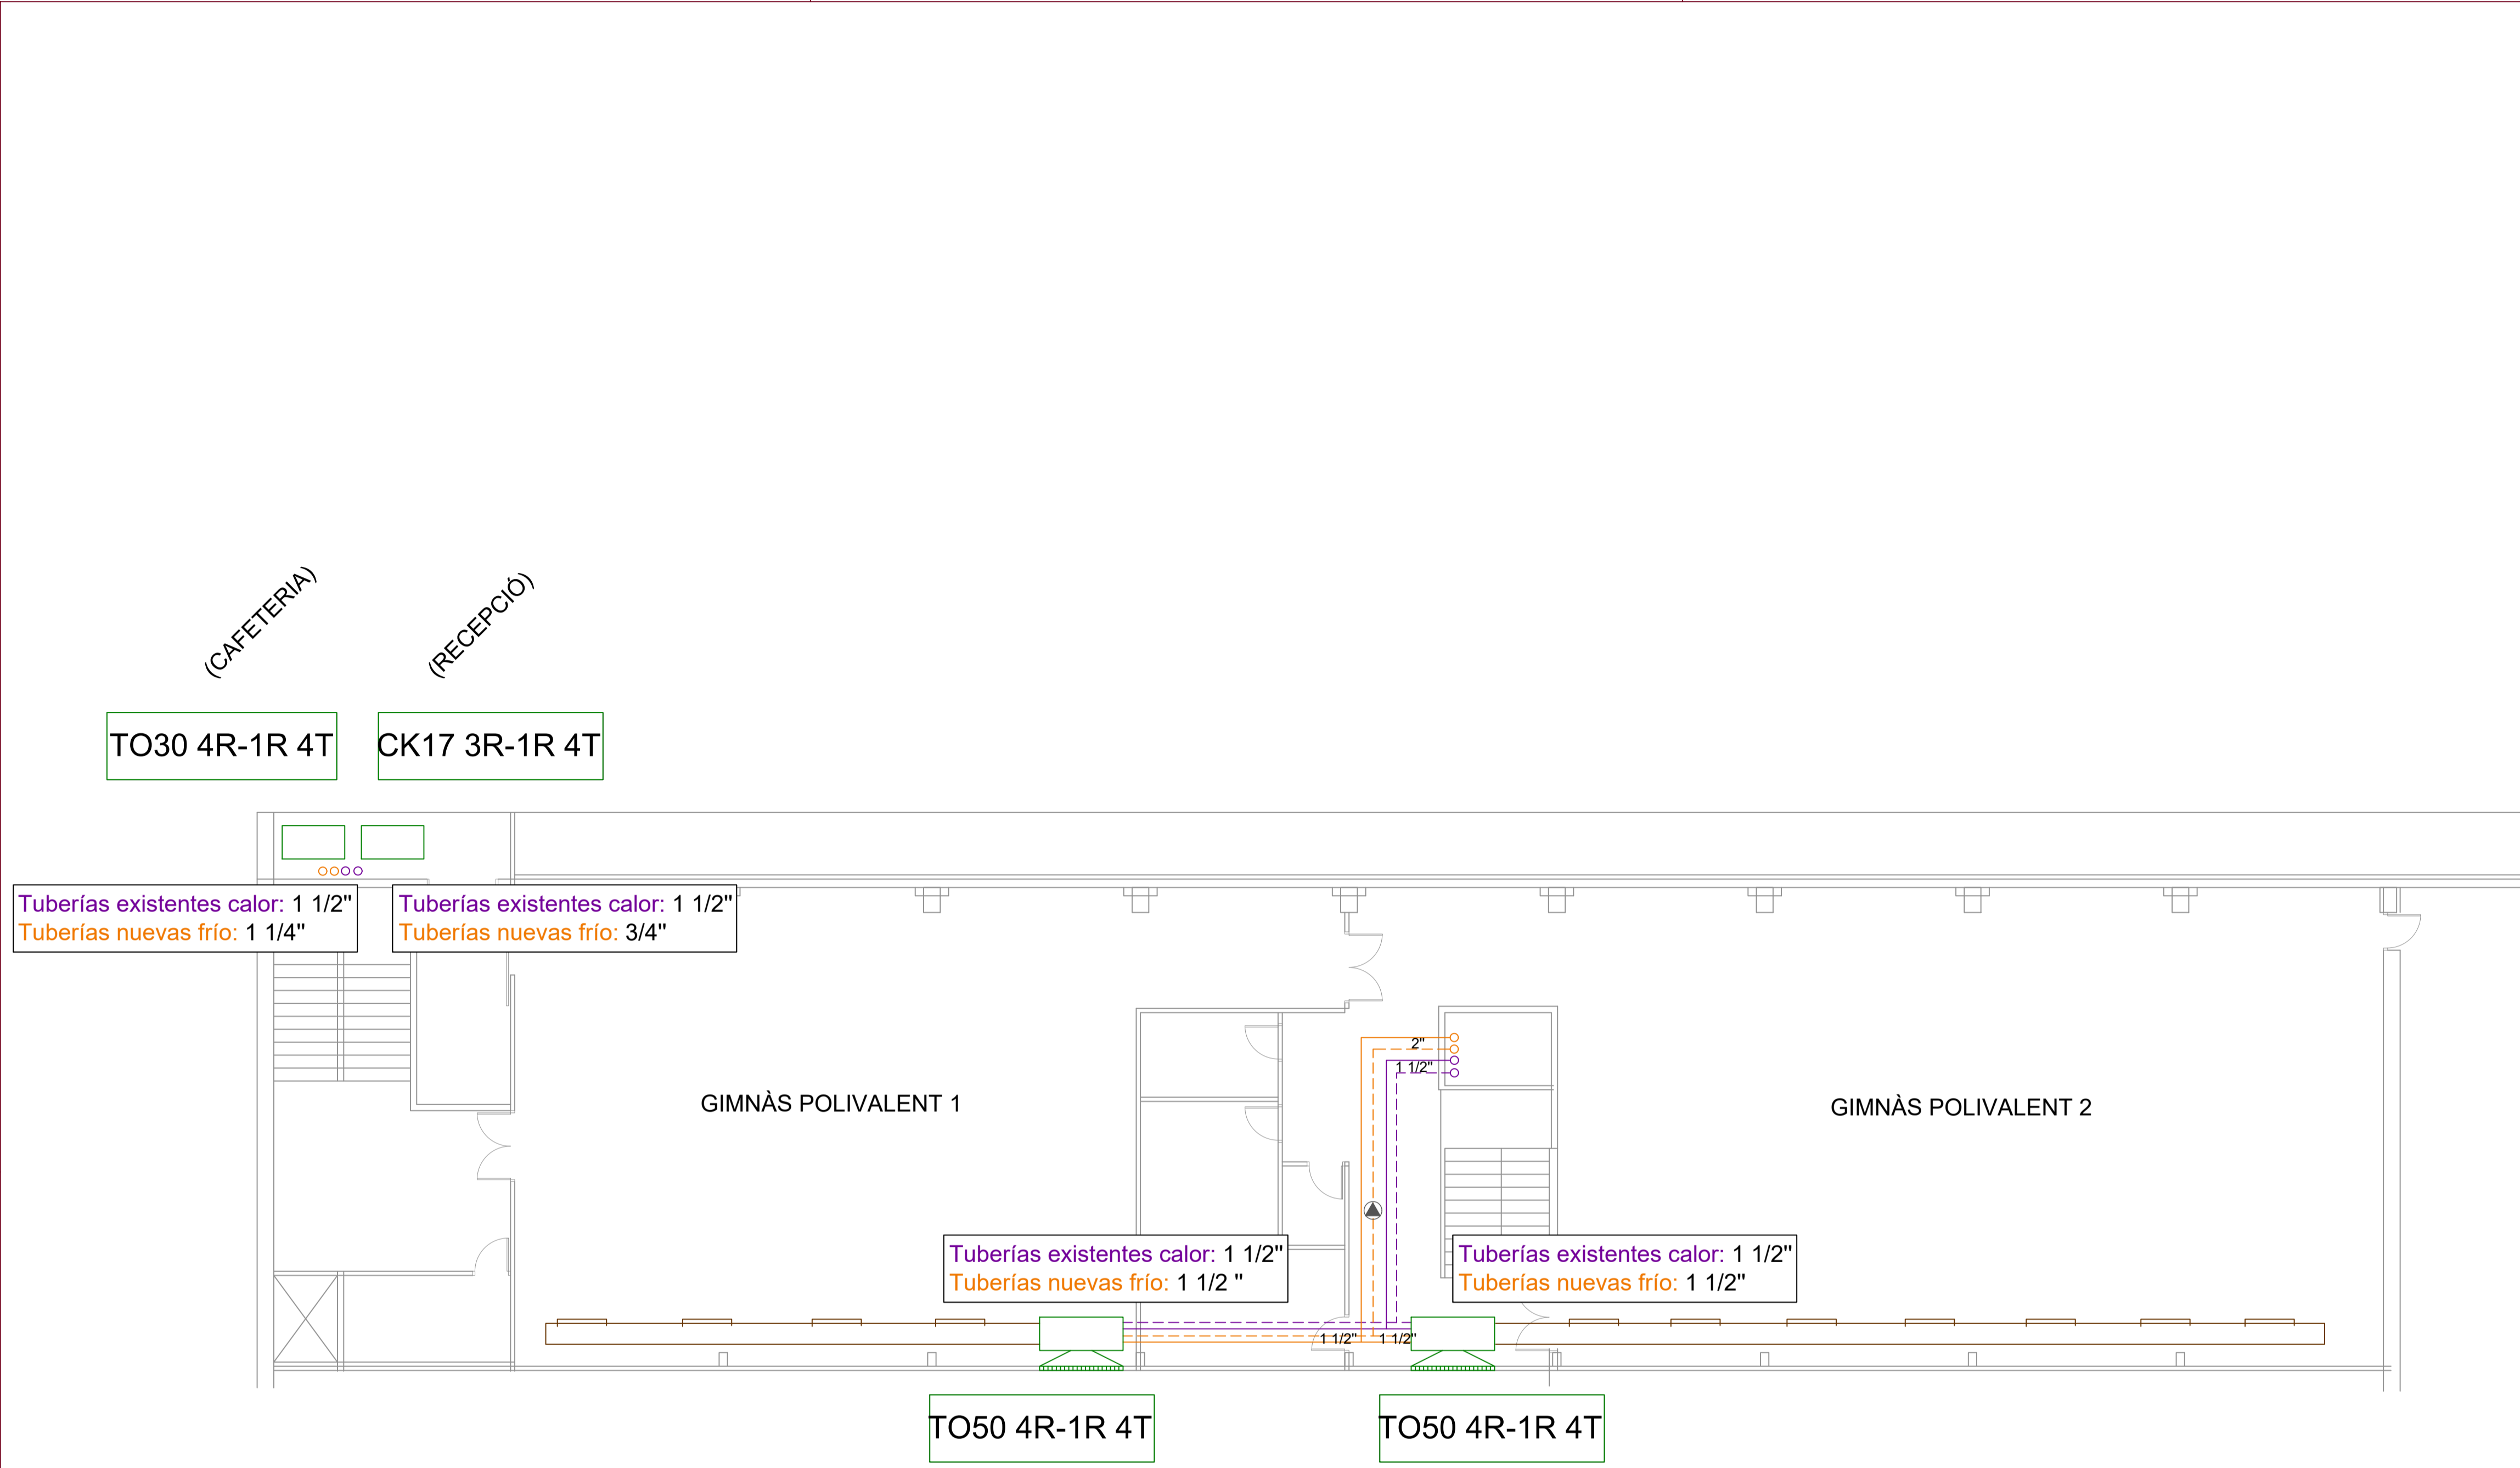 (CAFETERIA)
(RECEPCIÓ)
TO30 4R-1R 4T
CK17 3R-1R 4T
Tuberías existentes calor: 1 1/2"
Tuberías nuevas frío: 1 1/4"
Tuberías existentes calor: 1 1/2"
Tuberías nuevas frío: 3/4"
2"
1 1/2"
GIMNÀS POLIVALENT 1
GIMNÀS POLIVALENT 2
Tuberías existentes calor: 1 1/2"
Tuberías nuevas frío: 1 1/2 "
Tuberías existentes calor: 1 1/2"
Tuberías nuevas frío: 1 1/2"
1 1/2"
1 1/2"
TO50 4R-1R 4T
TO50 4R-1R 4T